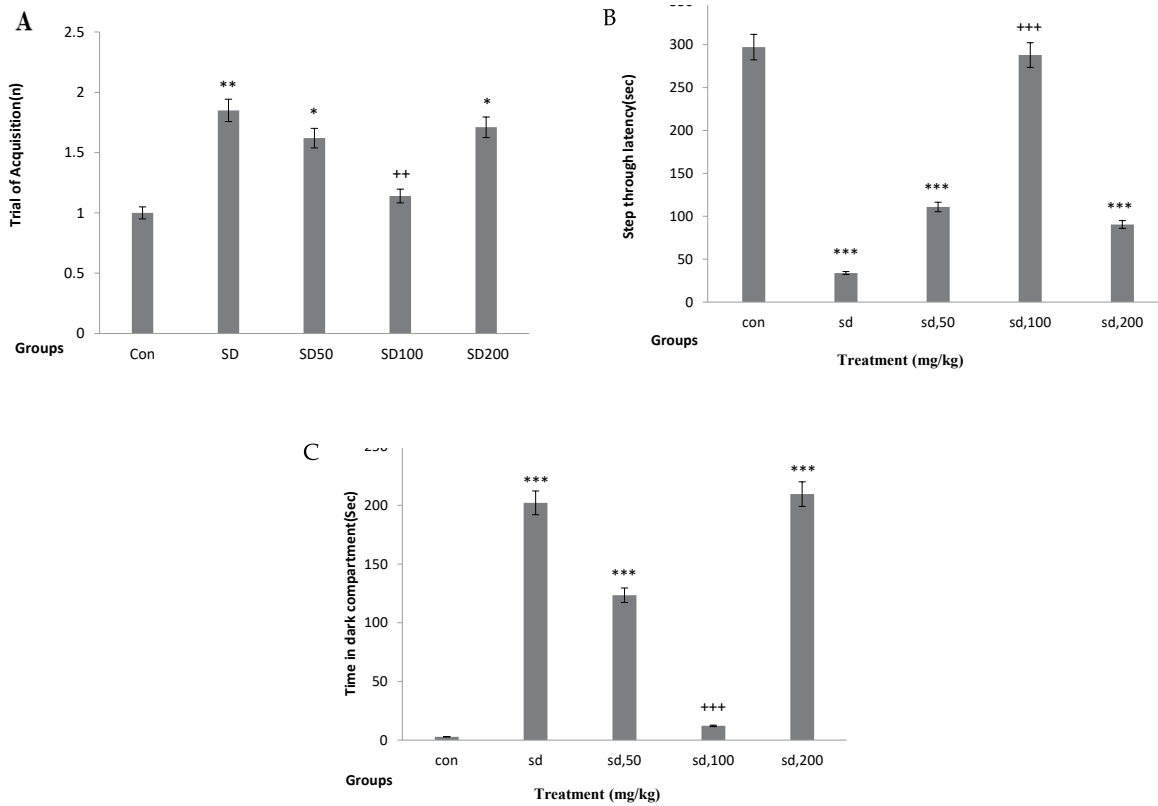 A
Trial of Acquisition(n)
2.5
2
1.5
1
0.5
0
**
*
++
*
Groups
Con SD SD50 SD100 SD200
B
Step through latency(sec)
300
250
200
150
100
50
0
***
***
+++
***
con sd sd,50 sd,100 sd,200
Groups
Treatment (mg/kg)
C
Time in dark compartment(Sec)
200
150
100
50
0
***
***
+++
***
con sd sd,50 sd,100 sd,200
Groups
Treatment (mg/kg)